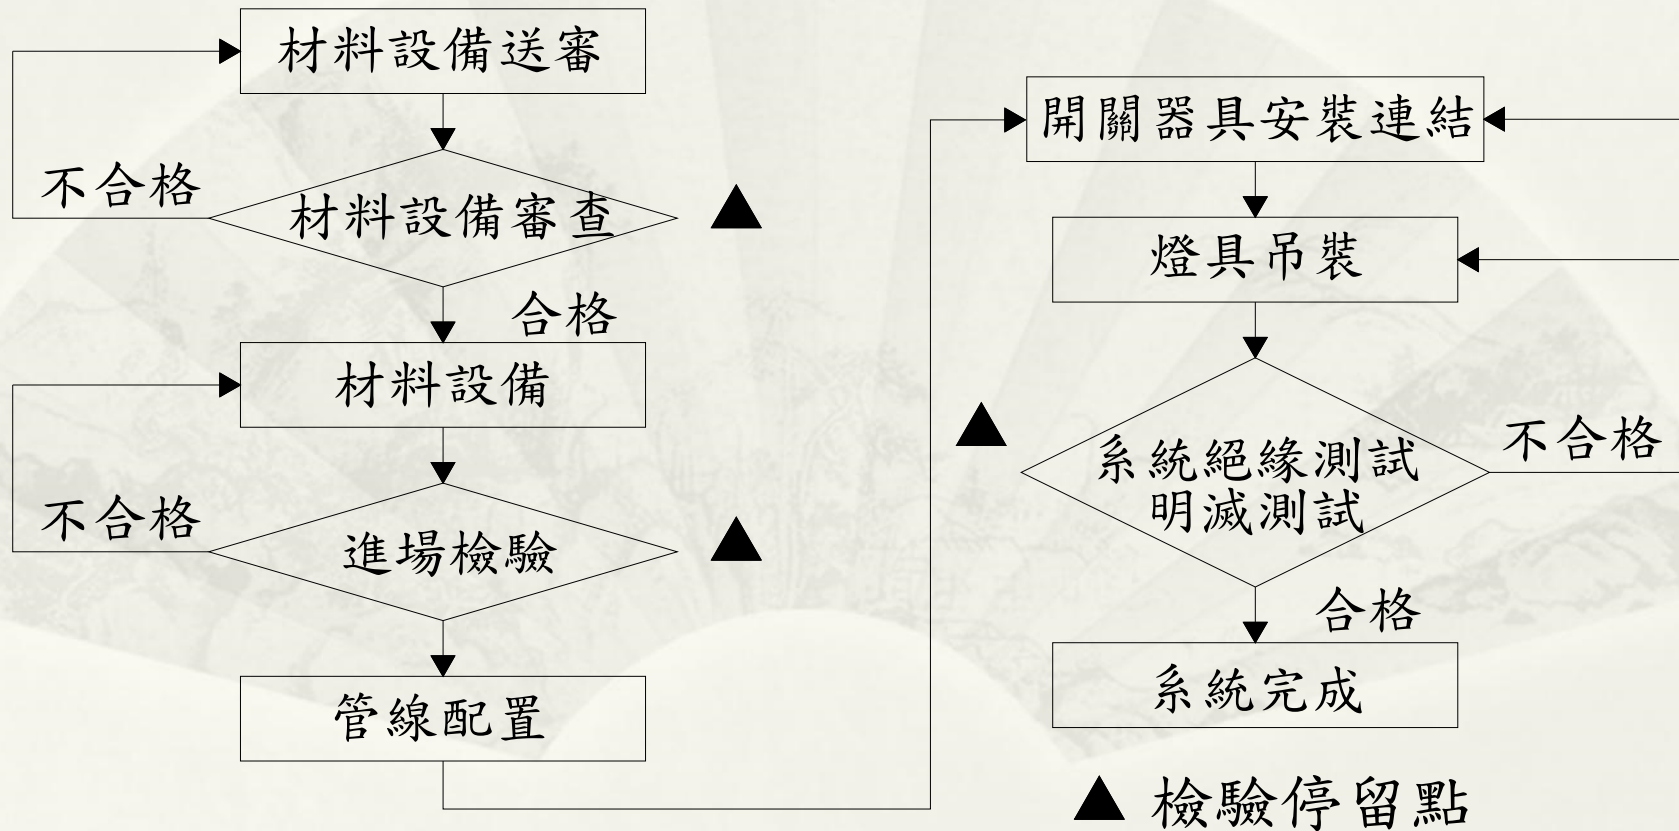 材料設備送審
不合格
材料設備審查
合格
材料設備
不合格
進場檢驗
管線配置
開關器具安裝連結
燈具吊裝
系統絕緣測試
明滅測試
不合格
合格
系統完成
▲ 檢驗停留點